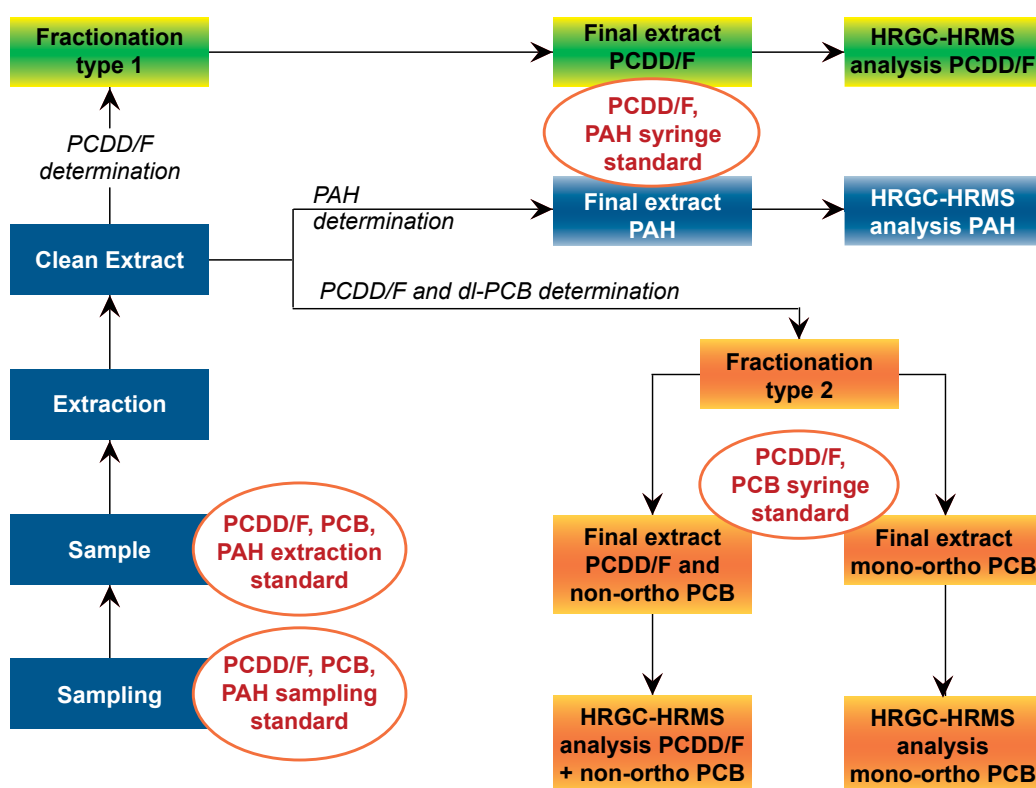 Fractionation
type 1
Final extract
PCDD/F
HRGC-HRMS
analysis PCDD/F
PCDD/F,
PAH syringe
standard
PCDD/F
determination
PAH
determination
Final extract
PAH
HRGC-HRMS
analysis PAH
Clean Extract
PCDD/F and dl-PCB determination
Fractionation
type 2
Extraction
PCDD/F,
PCB syringe
standard
Sample
PCDD/F, PCB,
PAH extraction
standard
Final extract
PCDD/F and
non-ortho PCB
Final extract
mono-ortho PCB
Sampling
PCDD/F, PCB,
PAH sampling
standard
HRGC-HRMS
analysis PCDD/F
+ non-ortho PCB
HRGC-HRMS
analysis
mono-ortho PCB